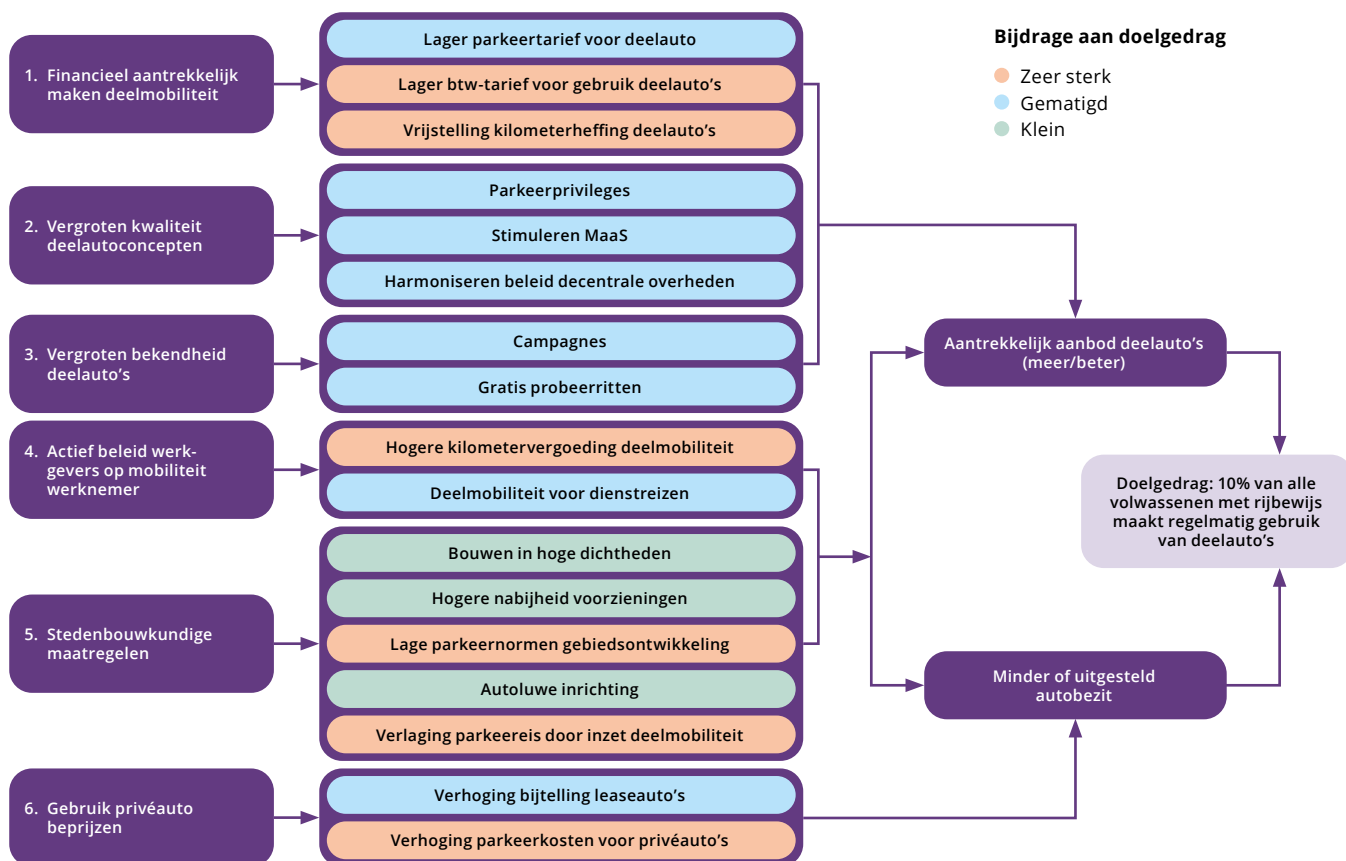 1. Financieel aantrekkelijk
maken deelmobiliteit
Lager parkeertarief voor deelauto
Lager btw-tarief voor gebruik deelauto’s
Vrijstelling kilometerheffing deelauto’s
2. Vergroten kwaliteit
deelautoconcepten
Parkeerprivileges
Stimuleren MaaS
Harmoniseren beleid decentrale overheden
3. Vergroten bekendheid
deelauto’s
Campagnes
Gratis probeerritten
4. Actief beleid werk-
gevers op mobiliteit
werknemer
Hogere kilometervergoeding deelmobiliteit
Deelmobiliteit voor dienstreizen
5. Stedenbouwkundige
maatregelen
Bouwen in hoge dichtheden
Hogere nabijheid voorzieningen
Lage parkeernormen gebiedsontwikkeling
Autoluwe inrichting
Verlaging parkeereis door inzet deelmobiliteit
6. Gebruik privéauto
beprijzen
Verhoging bijtelling leaseauto’s
Verhoging parkeerkosten voor privéauto’s
Bijdrage aan doelgedrag
Zeer sterk
Gematigd
Klein
Aantrekkelijk aanbod deelauto’s
(meer/beter)
Doelgedrag: 10% van alle
volwassenen met rijbewijs
maakt regelmatig gebruik
van deelauto’s
Minder of uitgesteld
autobezit